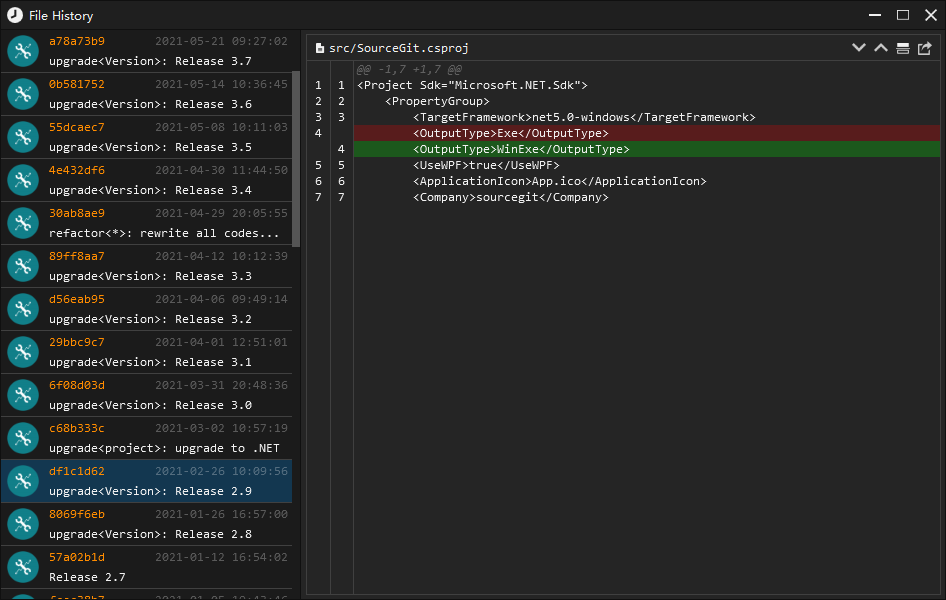 File History
a78a73b9 2021-05-21 09:27:02
upgrade<Version>: Release 3.7
0b581752 2021-05-14 10:36:45
upgrade<Version>: Release 3.6
55dcaec7 2021-05-08 10:11:03
upgrade<Version>: Release 3.5
4e432df6 2021-04-30 11:44:50
upgrade<Version>: Release 3.4
30ab8ae9 2021-04-29 20:05:55
refactor<*>: rewrite all codes...
89ff8aa7 2021-04-12 10:12:39
upgrade<Version>: Release 3.3
d56eab95 2021-04-06 09:49:14
upgrade<Version>: Release 3.2
29bbc9c7 2021-04-01 12:51:01
upgrade<Version>: Release 3.1
6f08d03d 2021-03-31 20:48:36
upgrade<Version>: Release 3.0
c68b333c 2021-03-02 10:57:19
upgrade<project>: upgrade to .NET
df1c1d62 2021-02-26 10:09:56
upgrade<Version>: Release 2.9
8069f6eb 2021-01-26 16:57:00
upgrade<Version>: Release 2.8
57a02b1d 2021-01-12 16:54:02
Release 2.7
src/SourceGit.csproj
@@ -1,7 +1,7 @@
1 1 <Project Sdk="Microsoft.NET.Sdk">
2 2 <PropertyGroup>
3 3 <TargetFramework>net5.0-windows</TargetFramework>
4 <OutputType>Exe</OutputType>
4 <OutputType>WinExe</OutputType>
5 5 <UseWPF>true</UseWPF>
6 6 <ApplicationIcon>App.ico</ApplicationIcon>
7 7 <Company>sourcegit</Company>